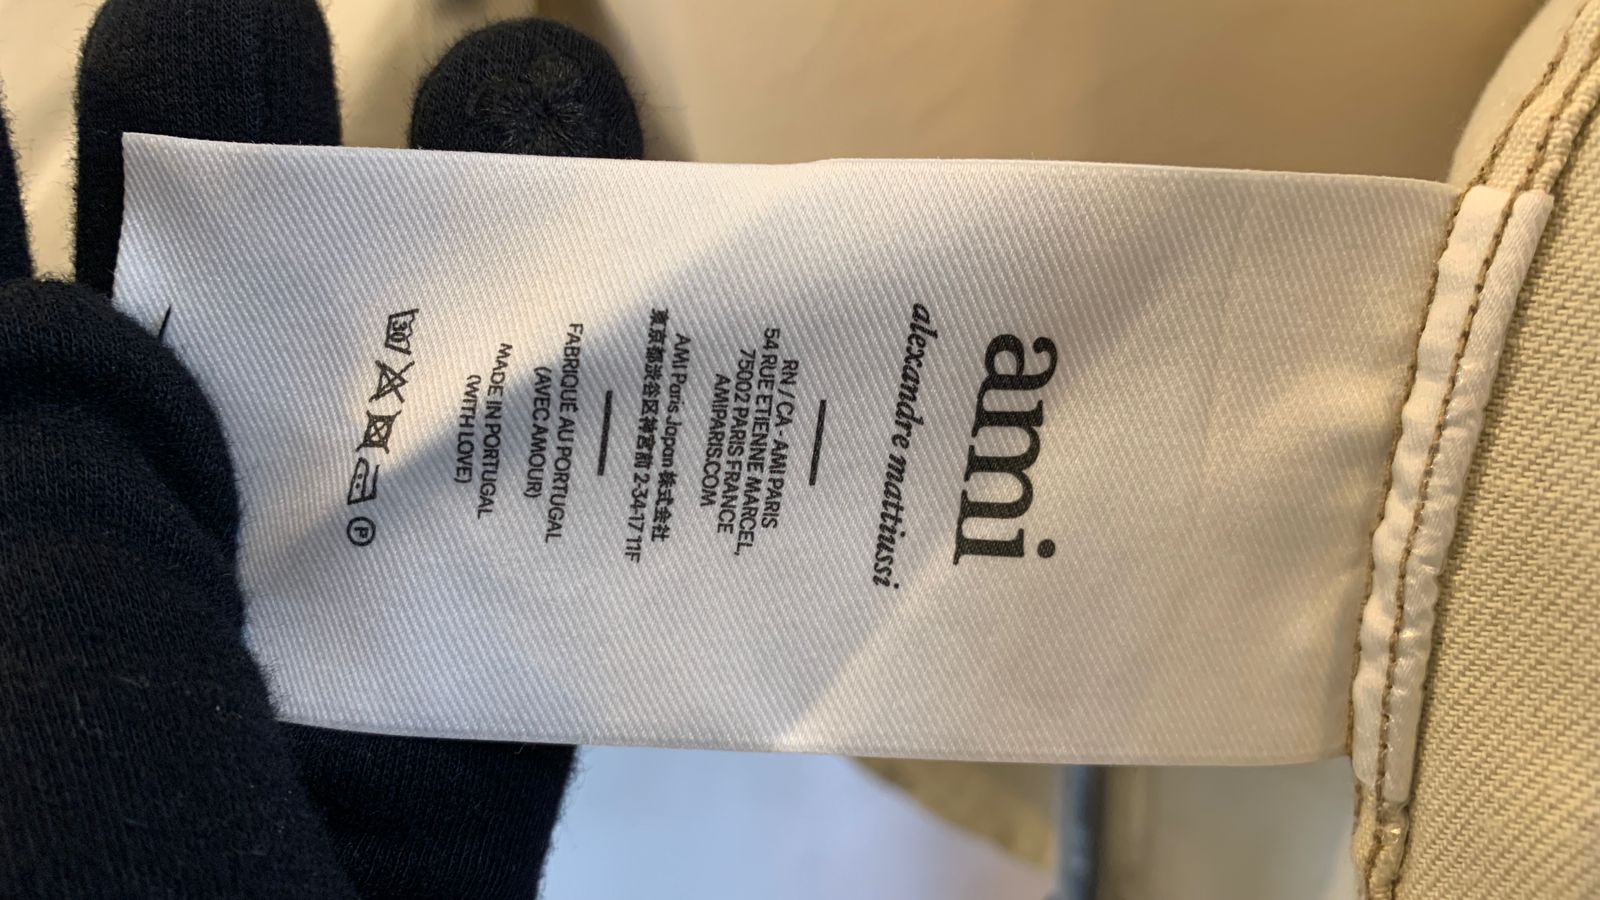 ami
alexandre mattiussi
RN / CA - AMI PARIS
54 RUE ETIENNE MARCEL,
75002 PARIS FRANCE
AMIPARIS.COM
AMI Paris Japan 株式会社
東京都渋谷区神宮前 2-34-17 11F
FABRIQUÉ AU PORTUGAL
(AVEC AMOUR)
MADE IN PORTUGAL
(WITH LOVE)
30
P